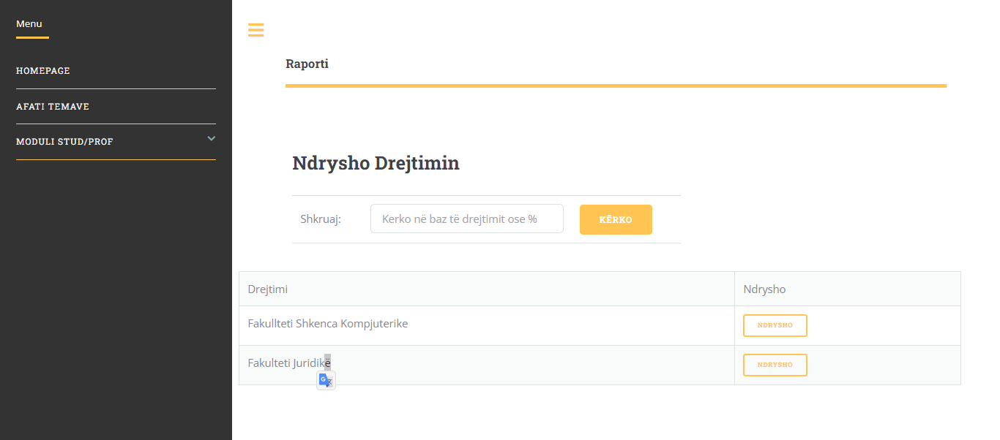 Menu
HOMEPAGE
AFATI TEMAVE
MODULI STUD/PROF
Raporti
Ndrysho Drejtimin
Shkruaj: Kerko në baz të drejtimit ose % KËRKO
Drejtimi Ndrysho
Fakullteti Shkenca Kompjuterike NDRYSHO
Fakulteti Juridikë NDRYSHO